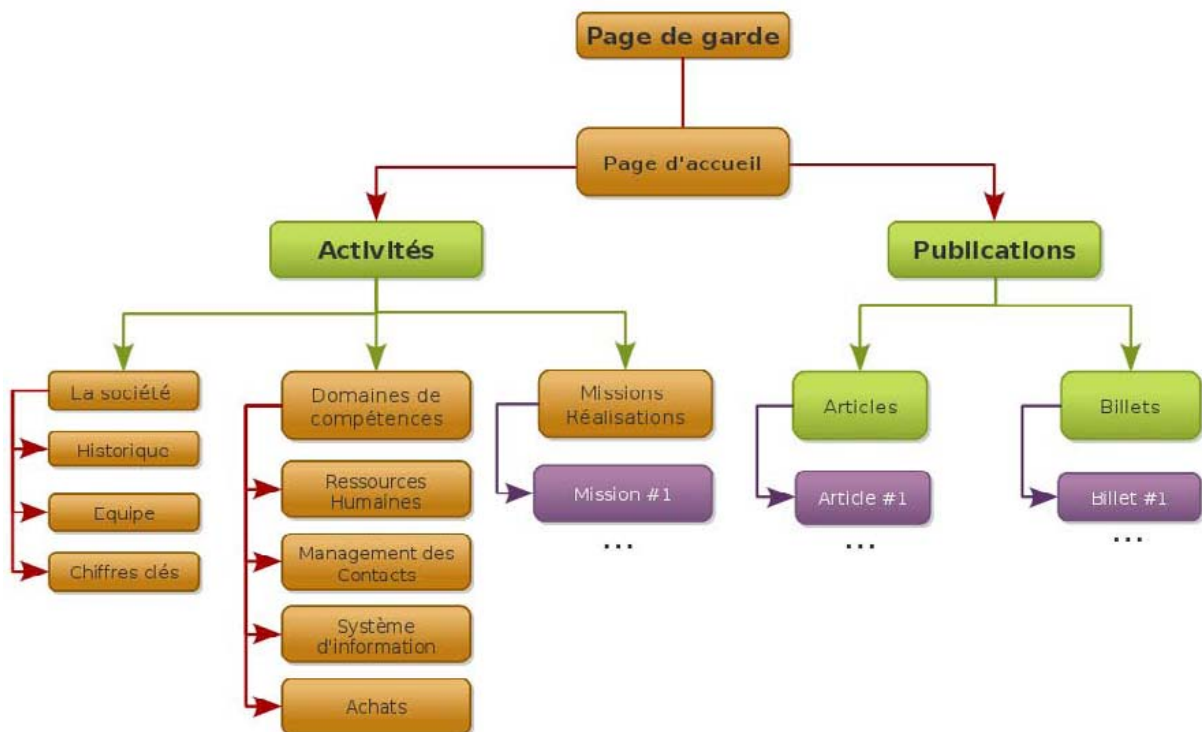 Page de garde
Page d'accueil
Activités
Publications
La société
Historique
Equipe
Chiffres clés
Domaines de
compétences
Ressources
Humaines
Management des
Contacts
Système
d'information
Achats
Missions
Réalisations
Mission #1
...
Articles
Article #1
...
Billets
Billet #1
...